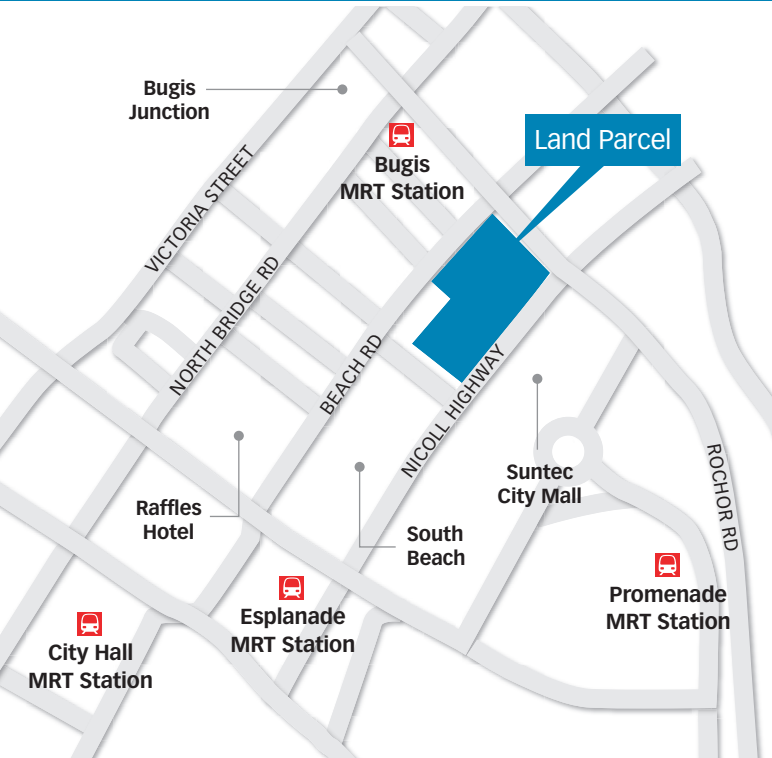 Bugis
Junction
Land Parcel
Bugis
MRT Station
VICTORIA STREET
NORTH BRIDGE RD
BEACH RD
NICOLL HIGHWAY
ROCHOR RD
Suntec
City Mall
Raffles
Hotel
South
Beach
Promenade
MRT Station
Esplanade
MRT Station
City Hall
MRT Station